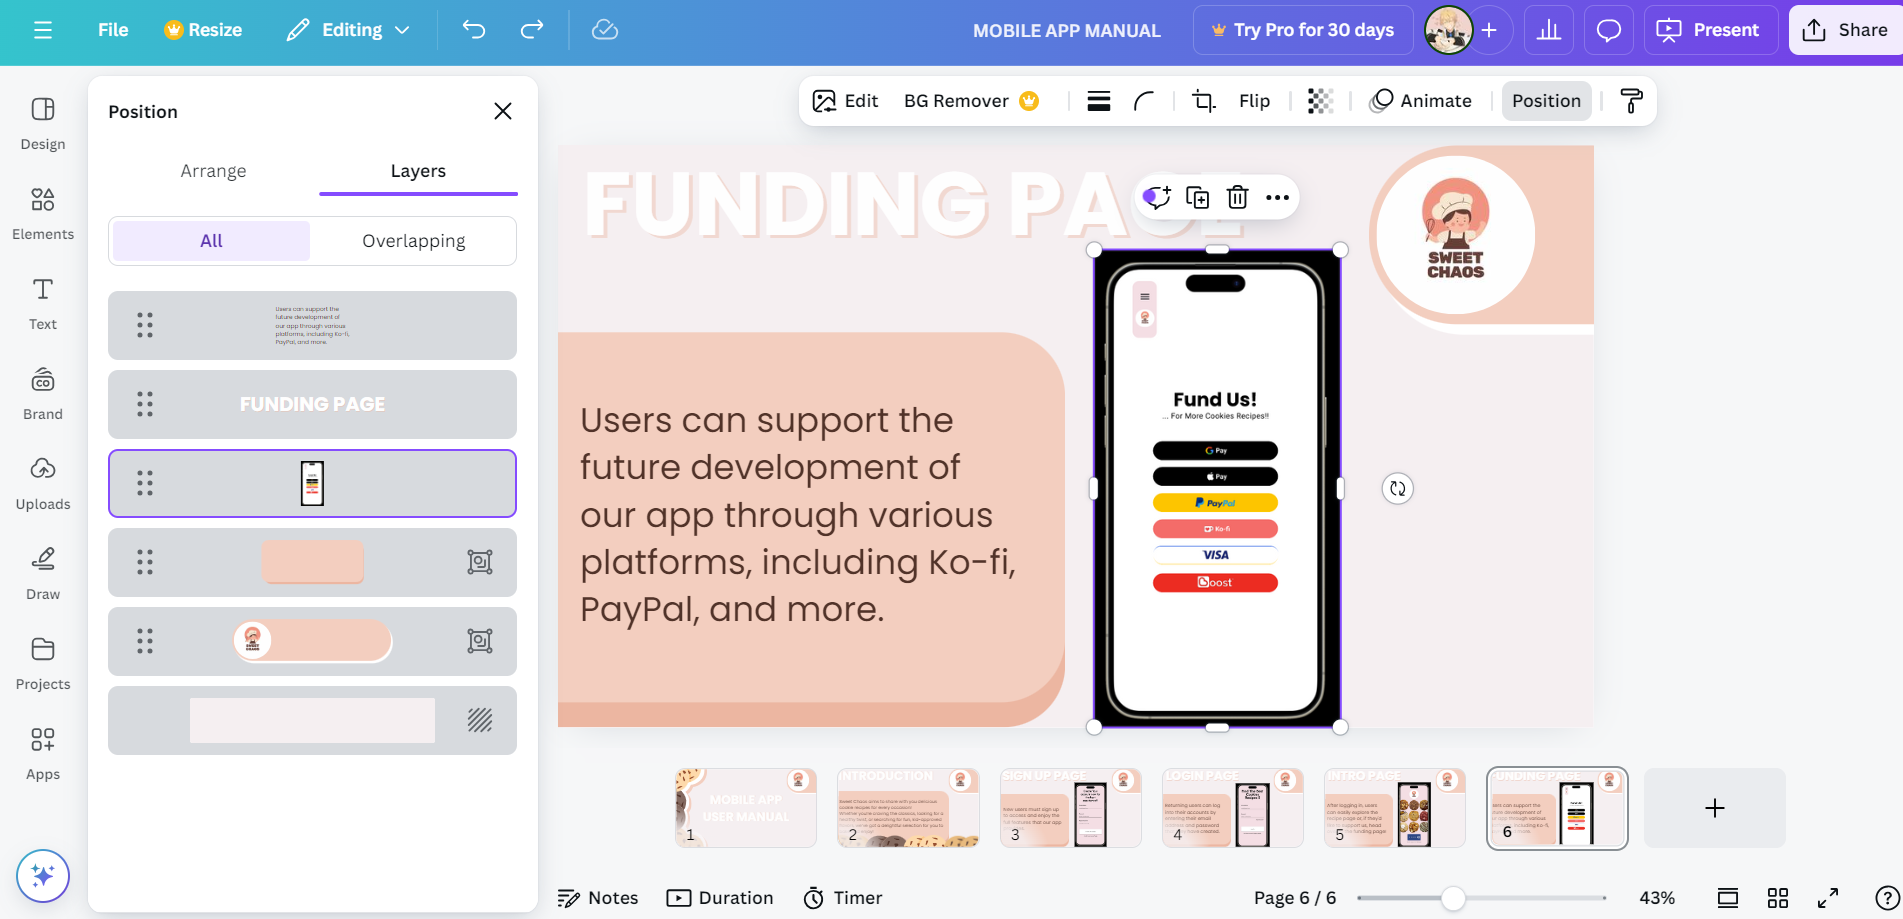 File
Resize
Editing
MOBILE APP MANUAL
Try Pro for 30 days
Present
Share
Design
Elements
Text
Brand
Uploads
Draw
Projects
Apps
Position
Arrange
Layers
All
Overlapping
Users can support the
future development of
our app through various
platforms, including Ko-fi,
PayPal, and more.
FUNDING PAGE
SWEET
CHAOS
Edit
BG Remover
Flip
Animate
Position
FUNDING PAGE
SWEET
CHAOS
Users can support the
future development of
our app through various
platforms, including Ko-fi,
PayPal, and more.
Fund Us!
... For More Cookies Recipes!!
G Pay
Pay
PayPal
Ko-fi
VISA
Boost
MOBILE APP
USER MANUAL
1
INTRODUCTION
2
SIGN UP PAGE
3
LOGIN PAGE
4
INTRO PAGE
5
FUNDING PAGE
6
Notes
Duration
Timer
Page 6 / 6
43%